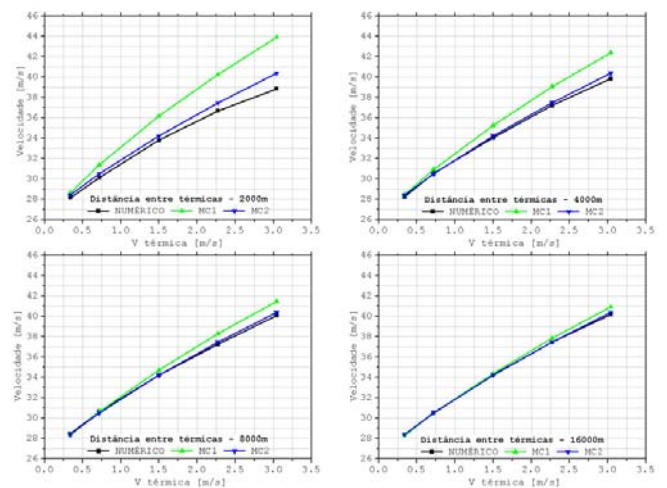 46
44
42
40
38
36
34
32
30
28
26
Velocidade [m/s]
Distância entre térmicas - 2000m
NUMÉRICO MC1 MC2
0.0 0.5 1.0 1.5 2.0 2.5 3.0 3.5
V térmica [m/s]
46
44
42
40
38
36
34
32
30
28
26
Velocidade [m/s]
Distância entre térmicas - 4000m
NUMÉRICO MC1 MC2
0.0 0.5 1.0 1.5 2.0 2.5 3.0 3.5
V térmica [m/s]
46
44
42
40
38
36
34
32
30
28
26
Velocidade [m/s]
Distância entre térmicas - 8000m
NUMÉRICO MC1 MC2
0.0 0.5 1.0 1.5 2.0 2.5 3.0 3.5
V térmica [m/s]
46
44
42
40
38
36
34
32
30
28
26
Velocidade [m/s]
Distância entre térmicas - 16000m
NUMÉRICO MC1 MC2
0.0 0.5 1.0 1.5 2.0 2.5 3.0 3.5
V térmica [m/s]